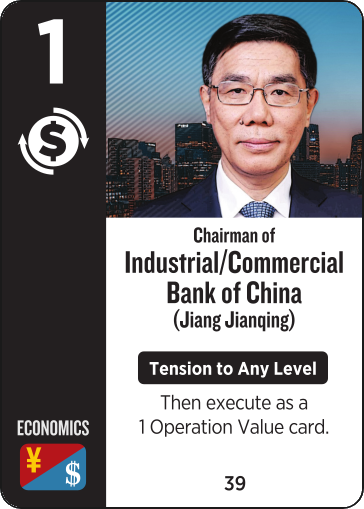 1
$
Chairman of
Industrial/Commercial
Bank of China
(Jiang Jianqing)
Tension to Any Level
Then execute as a
1 Operation Value card.
ECONOMICS
¥
$
39